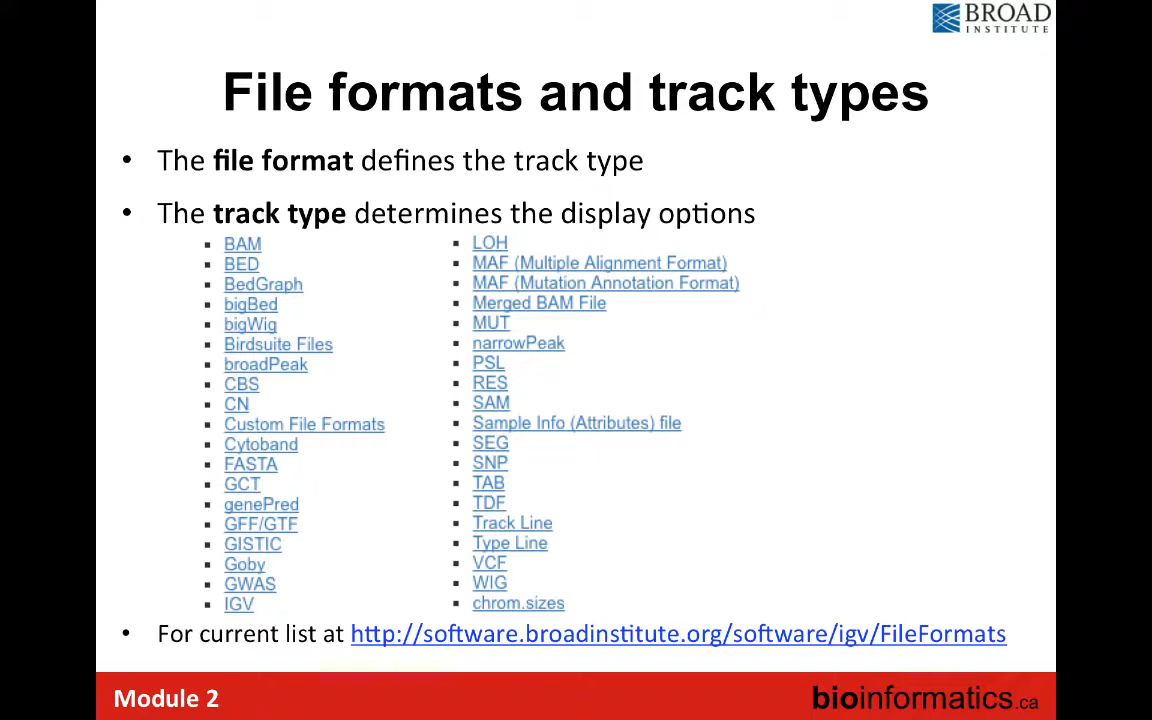 BROAD
INSTITUTE
File formats and track types
• The file format defines the track type
• The track type determines the display options
▪ BAM
▪ BED
▪ BedGraph
▪ bigBed
▪ bigWig
▪ Birdsuite Files
▪ broadPeak
▪ CBS
▪ CN
▪ Custom File Formats
▪ Cytoband
▪ FASTA
▪ GCT
▪ genePred
▪ GFF/GTF
▪ GISTIC
▪ Goby
▪ GWAS
▪ IGV
▪ LOH
▪ MAF (Multiple Alignment Format)
▪ MAF (Mutation Annotation Format)
▪ Merged BAM File
▪ MUT
▪ narrowPeak
▪ PSL
▪ RES
▪ SAM
▪ Sample Info (Attributes) file
▪ SEG
▪ SNP
▪ TAB
▪ TDF
▪ Track Line
▪ Type Line
▪ VCF
▪ WIG
▪ chrom.sizes
• For current list at http://software.broadinstitute.org/software/igv/FileFormats
Module 2
bioinformatics.ca